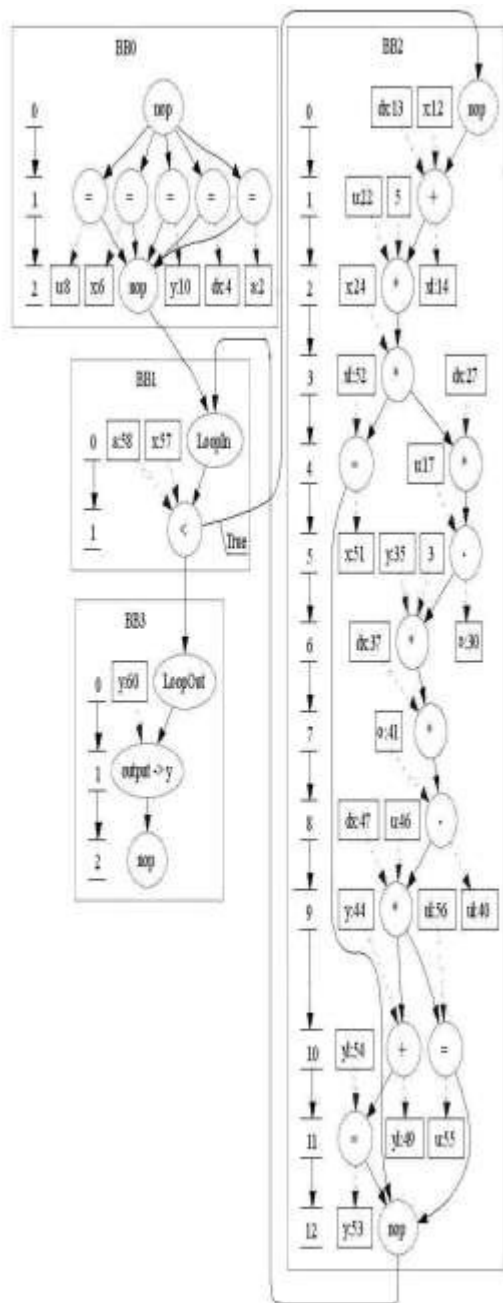 BB0
nop
0
= = = = =
1
u:8 x:6 nop y:10 dx:4 a:2
2
BB1
LoopIn
a:58 x:57
0
<
1
True
BB3
LoopOut
y:60
0
output -> y
1
nop
2
BB2
dx:13 x:12 nop
0
u:22 5 +
1
x:24 * xl:14
2
xl:52 * dx:27
3
= u:17 *
4
x:51 y:35 3 -
5
dx:37 *
6
*
7
-
dx:47 u:46
8
y:44 * ul:56 ul:40
9
yl:54 + =
10
= yl:49 u:55
11
y:53 nop
12